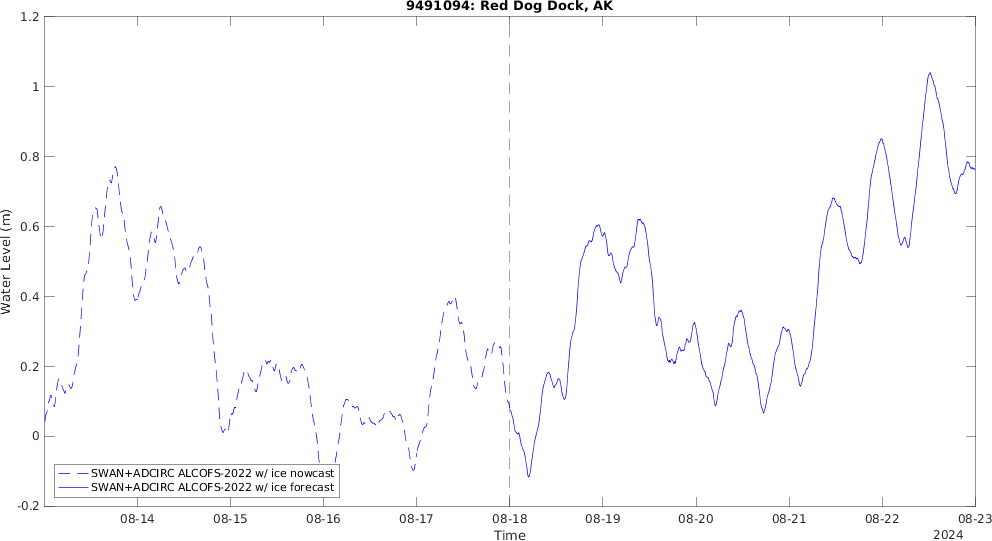 9491094: Red Dog Dock, AK
1.2
1
0.8
0.6
0.4
0.2
0
-0.2
Water Level (m)
SWAN+ADCIRC ALCOFS-2022 w/ ice nowcast
SWAN+ADCIRC ALCOFS-2022 w/ ice forecast
08-14 08-15 08-16 08-17 08-18 08-19 08-20 08-21 08-22 08-23
Time
2024